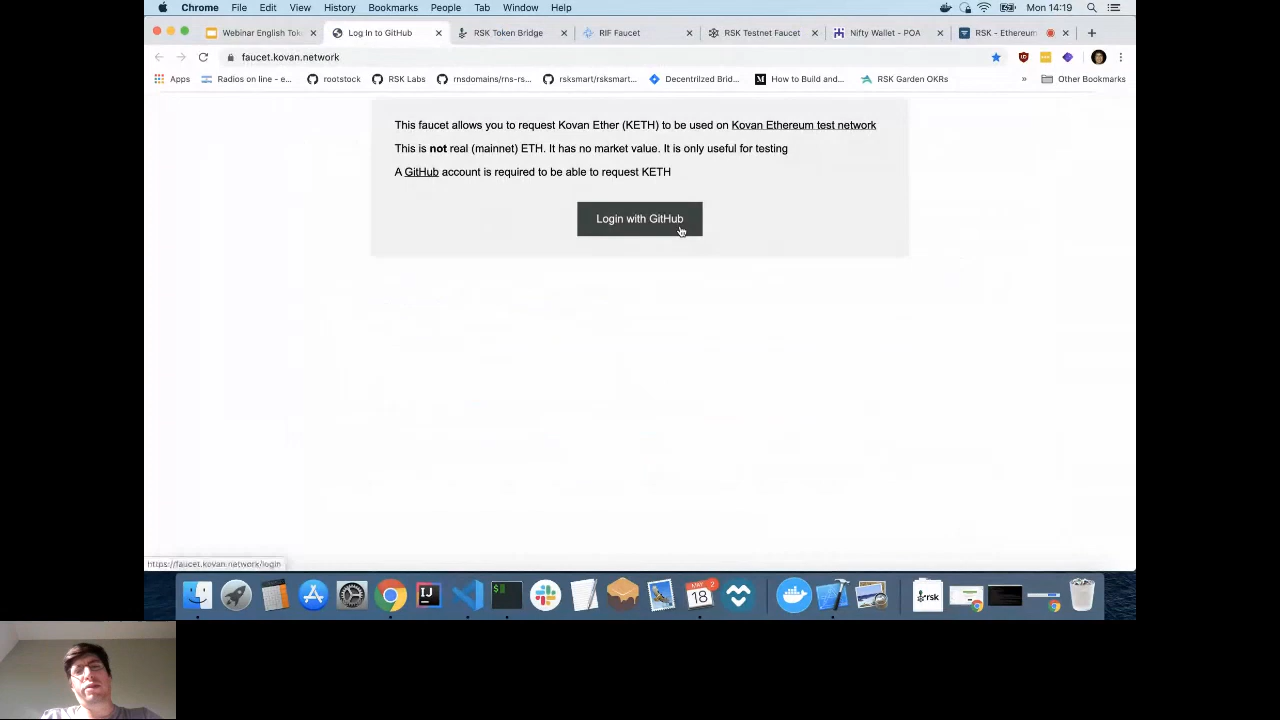 Chrome File Edit View History Bookmarks People Tab Window Help Mon 14:19
Webinar English Tok Log In to GitHub RSK Token Bridge RIF Faucet RSK Testnet Faucet Nifty Wallet - POA RSK - Ethereum
faucet.kovan.network
Apps Radios on line - e... rootstock RSK Labs rnsdomains/rns-rs... rsksmart/rsksmart... Decentrilzed Brid... How to Build and... RSK Garden OKRs » Other Bookmarks
This faucet allows you to request Kovan Ether (KETH) to be used on Kovan Ethereum test network
This is not real (mainnet) ETH. It has no market value. It is only useful for testing
A GitHub account is required to be able to request KETH
Login with GitHub
https://faucet.kovan.network/login
2
18
rsk